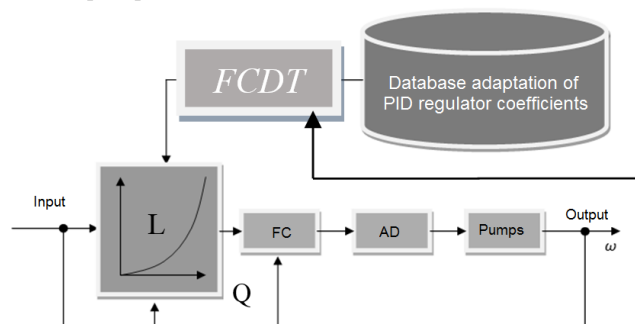 FCDT
Database adaptation of
PID regulator coefficients
Input
L
FC
AD
Pumps
Output
ω
Q